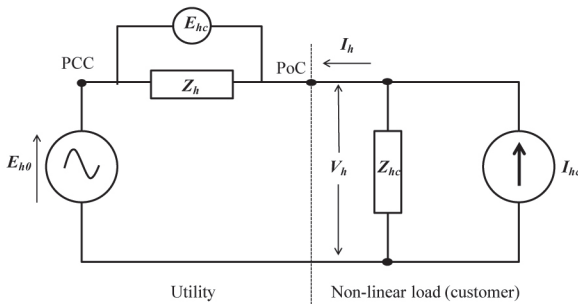 E_hc
PCC
Z_h
PoC
I_h
E_h0
V_h
Z_hc
I_hc
Utility
Non-linear load (customer)